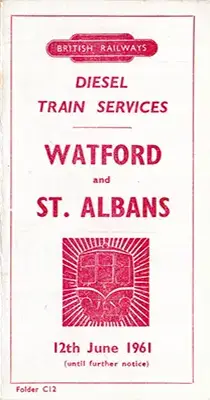 BRITISH RAILWAYS
DIESEL
TRAIN SERVICES
WATFORD
and
ST. ALBANS
12th June 1961
(until further notice)
Folder C12